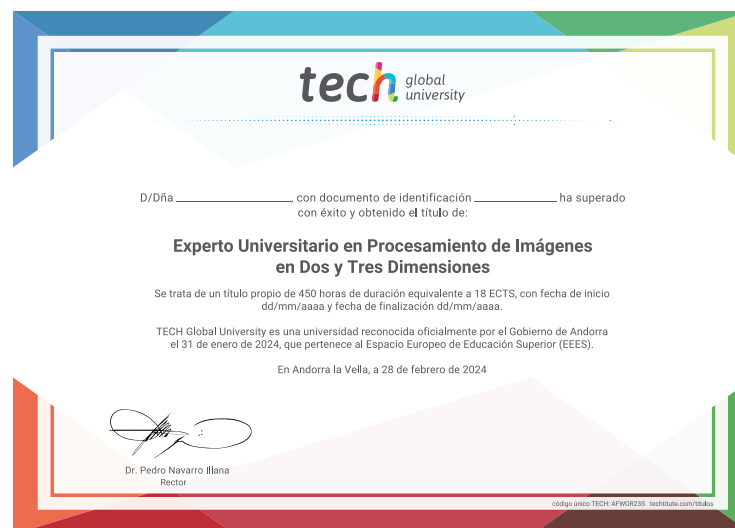 tech global university
D/Dña ____________________, con documento de identificación ______________ ha superado
con éxito y obtenido el título de:
Experto Universitario en Procesamiento de Imágenes
en Dos y Tres Dimensiones
Se trata de un título propio de 450 horas de duración equivalente a 18 ECTS, con fecha de inicio
dd/mm/aaaa y fecha de finalización dd/mm/aaaa.
TECH Global University es una universidad reconocida oficialmente por el Gobierno de Andorra
el 31 de enero de 2024, que pertenece al Espacio Europeo de Educación Superior (EEES).
En Andorra la Vella, a 28 de febrero de 2024
Dr. Pedro Navarro Illana
Rector
código único TECH: AFWOR23S techtitute.com/títulos